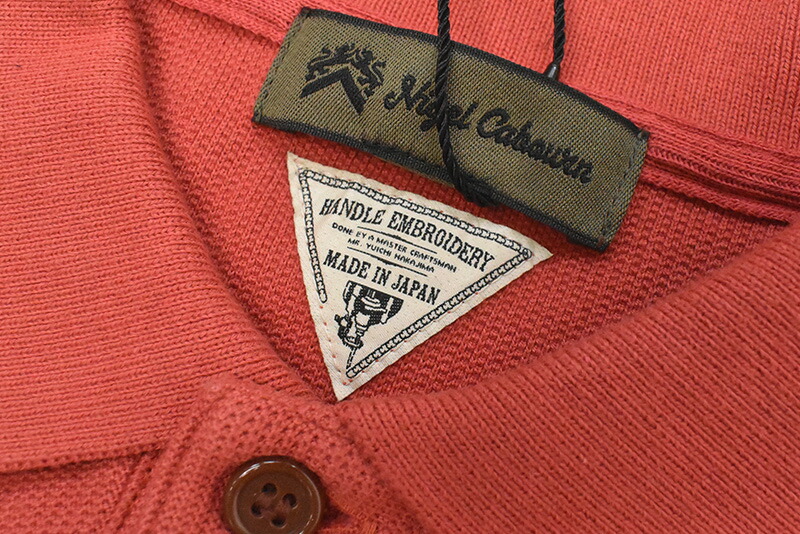 Nigel Cabourn
HANDLE EMBROIDERY
DONE BY A MASTER CRAFTSMAN
MR. YUICHI NAKAJIMA
MADE IN JAPAN